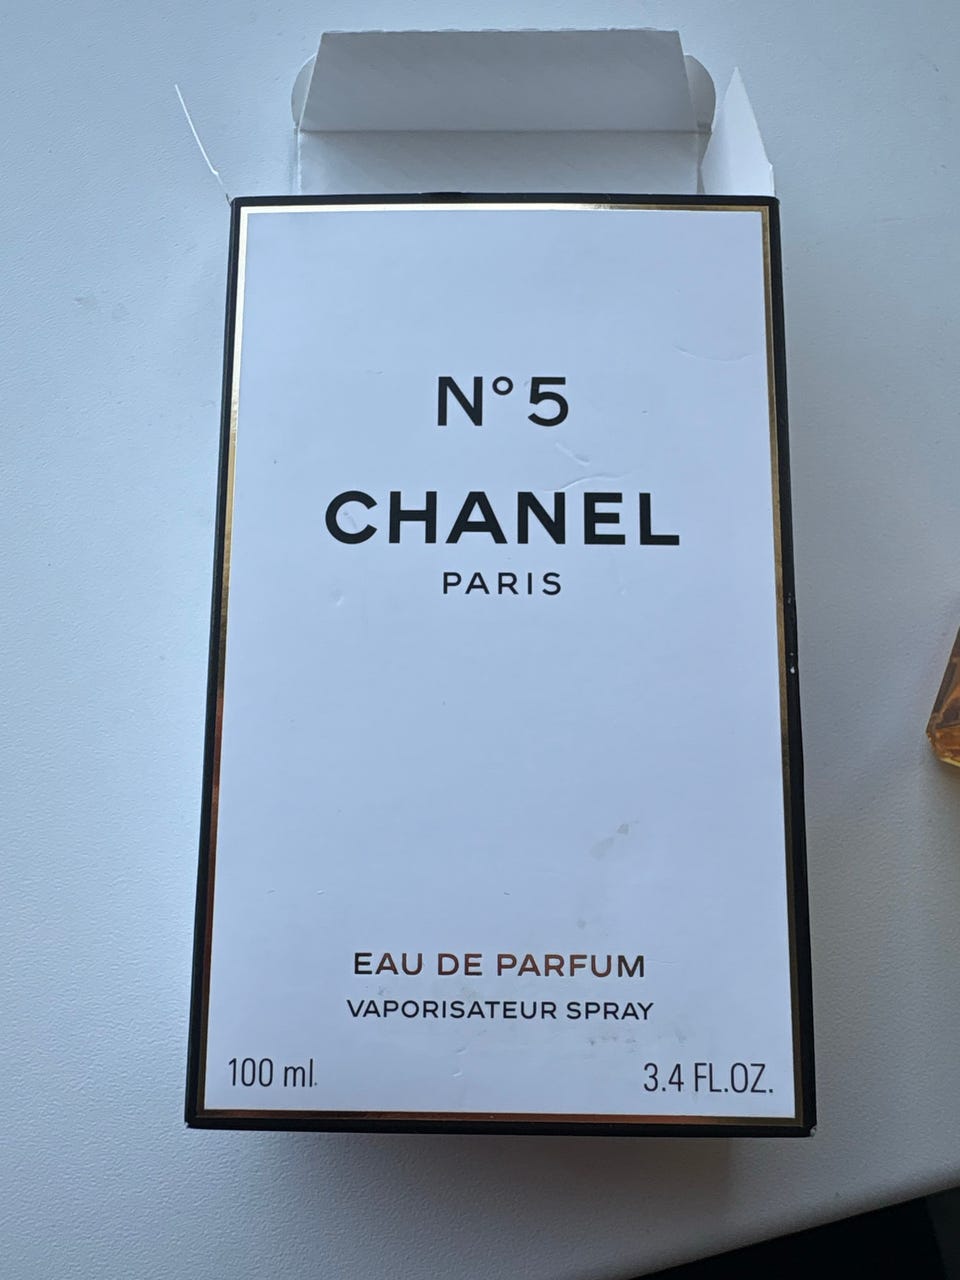 N°5
CHANEL
PARIS
EAU DE PARFUM
VAPORISATEUR SPRAY
100 ml.
3.4 FL.OZ.